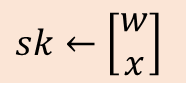 sk ← [w
x]